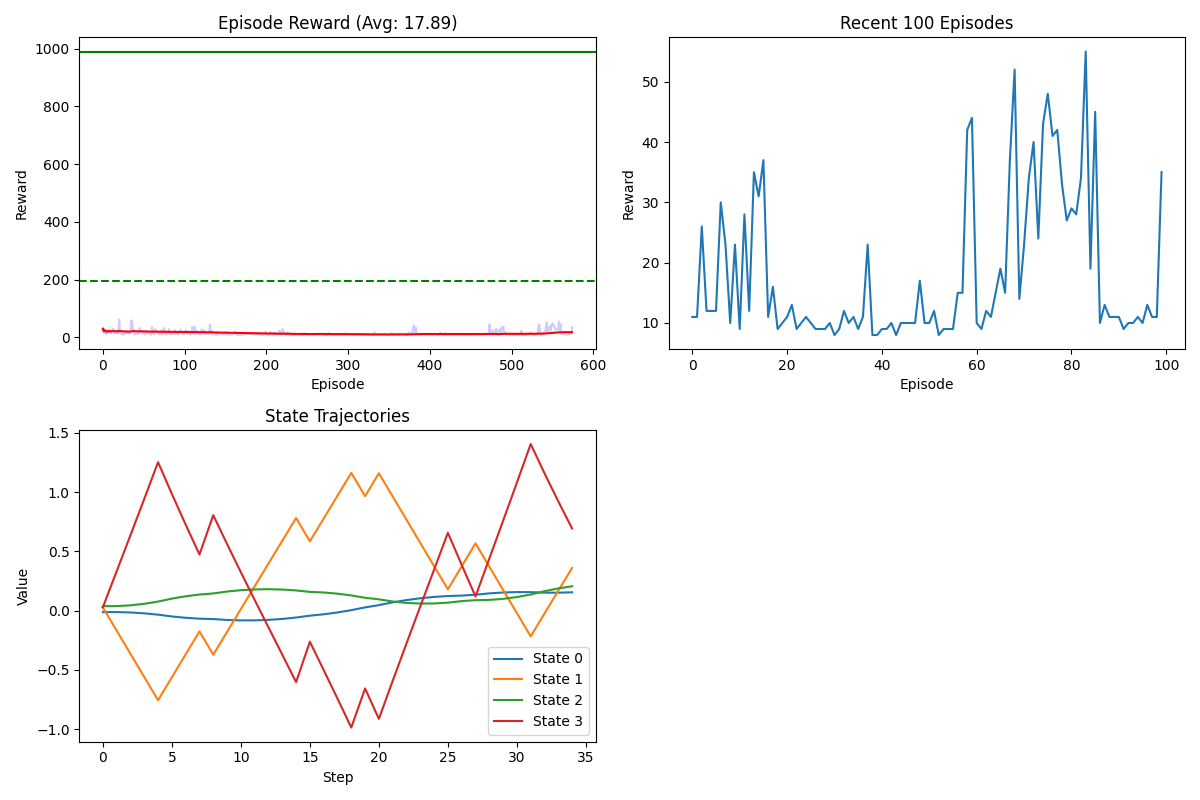 Episode Reward (Avg: 17.89)
Reward
1000
800
600
400
200
0
0 100 200 300 400 500 600
Episode
Recent 100 Episodes
Reward
50
40
30
20
10
0 20 40 60 80 100
Episode
State Trajectories
Value
1.5
1.0
0.5
0.0
−0.5
−1.0
State 0
State 1
State 2
State 3
0 5 10 15 20 25 30 35
Step